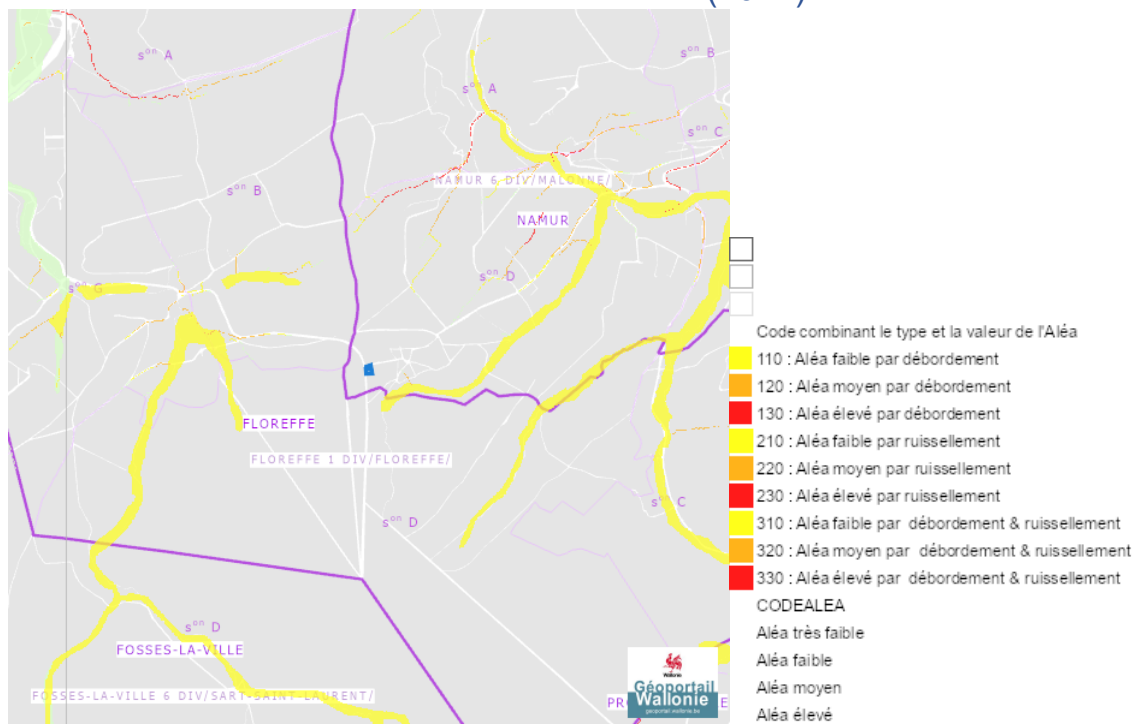 sᵒⁿ A
sᵒⁿ B
sᵒⁿ A
sᵒⁿ C
NAMUR 6 DIV/MALONNE/
sᵒⁿ B
NAMUR
sᵒⁿ D
sᵒⁿ G
FLOREFFE
FLOREFFE 1 DIV/FLOREFFE/
sᵒⁿ C
sᵒⁿ D
sᵒⁿ D
FOSSES-LA-VILLE
FOSSES-LA-VILLE 6 DIV/SART-SAINT-LAURENT/
Wallonie
Géoportail
Wallonie
geoportail.wallonie.be
Code combinant le type et la valeur de l'Aléa
110 : Aléa faible par débordement
120 : Aléa moyen par débordement
130 : Aléa élevé par débordement
210 : Aléa faible par ruissellement
220 : Aléa moyen par ruissellement
230 : Aléa élevé par ruissellement
310 : Aléa faible par débordement & ruissellement
320 : Aléa moyen par débordement & ruissellement
330 : Aléa élevé par débordement & ruissellement
CODEALEA
Aléa très faible
Aléa faible
Aléa moyen
Aléa élevé